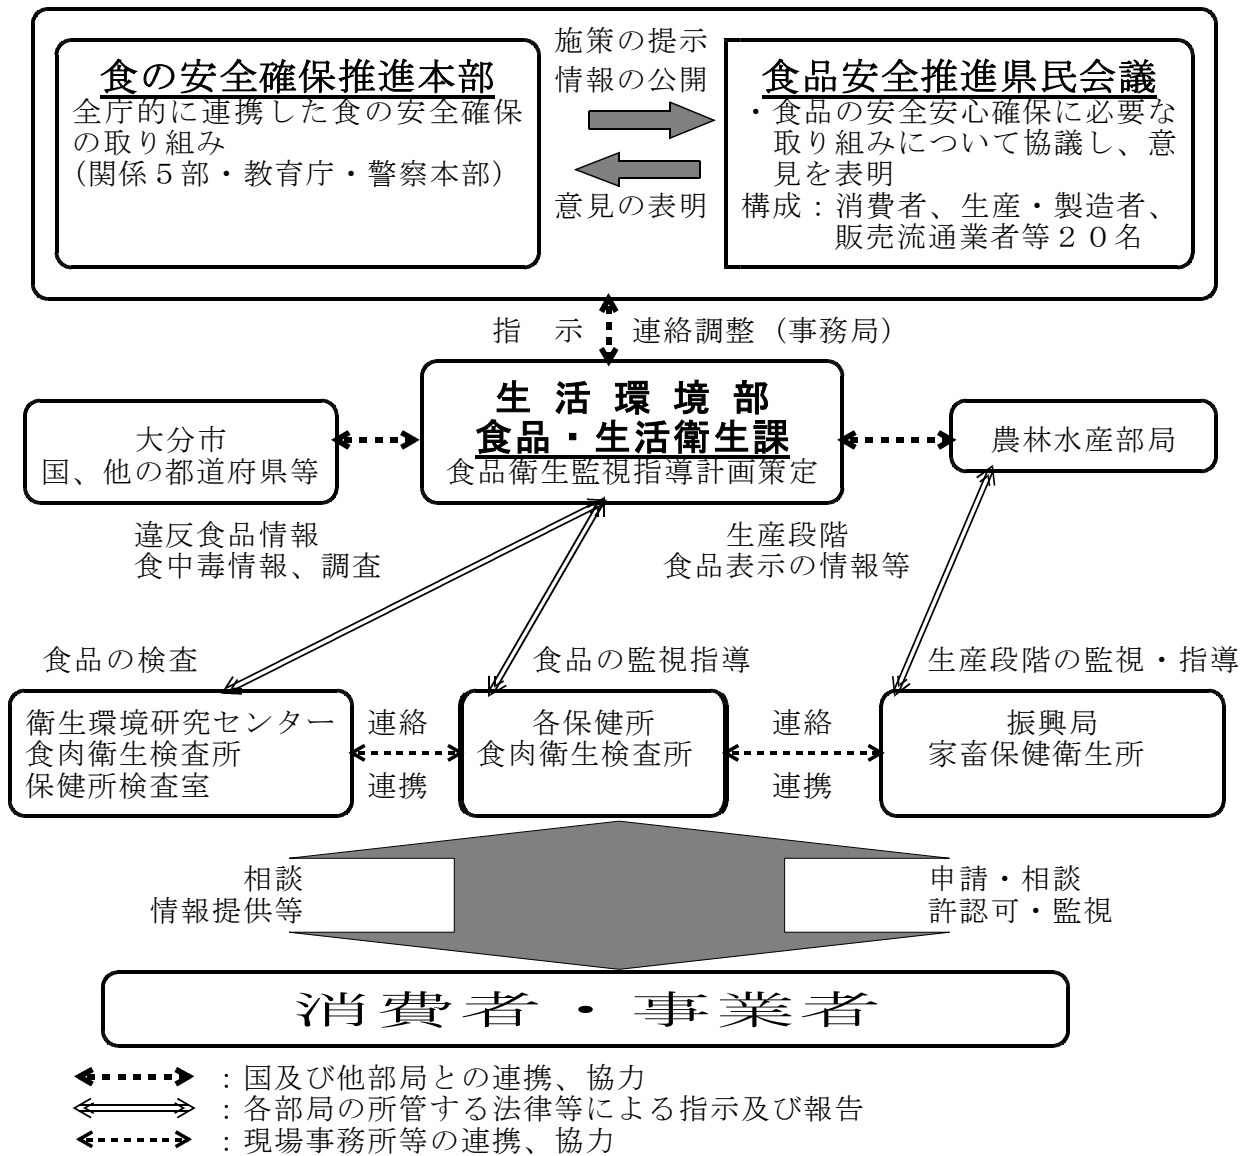 施策の提示
情報の公開
意見の表明
食の安全確保推進本部
全庁的に連携した食の安全確保
の取り組み
（関係５部・教育庁・警察本部）
食品安全推進県民会議
・食品の安全安心確保に必要な
取り組みについて協議し、意
見を表明
構成：消費者、生産・製造者、
販売流通業者等２０名
指　示　連絡調整（事務局）
生活環境部
食品・生活衛生課
食品衛生監視指導計画策定
大分市
国、他の都道府県等
農林水産部局
違反食品情報
食中毒情報、調査
生産段階
食品表示の情報等
食品の検査
食品の監視指導
生産段階の監視・指導
衛生環境研究センター
食肉衛生検査所
保健所検査室
連絡
連携
各保健所
食肉衛生検査所
連絡
連携
振興局
家畜保健衛生所
相談
情報提供等
申請・相談
許認可・監視
消費者・事業者
：国及び他部局との連携、協力
：各部局の所管する法律等による指示及び報告
：現場事務所等の連携、協力